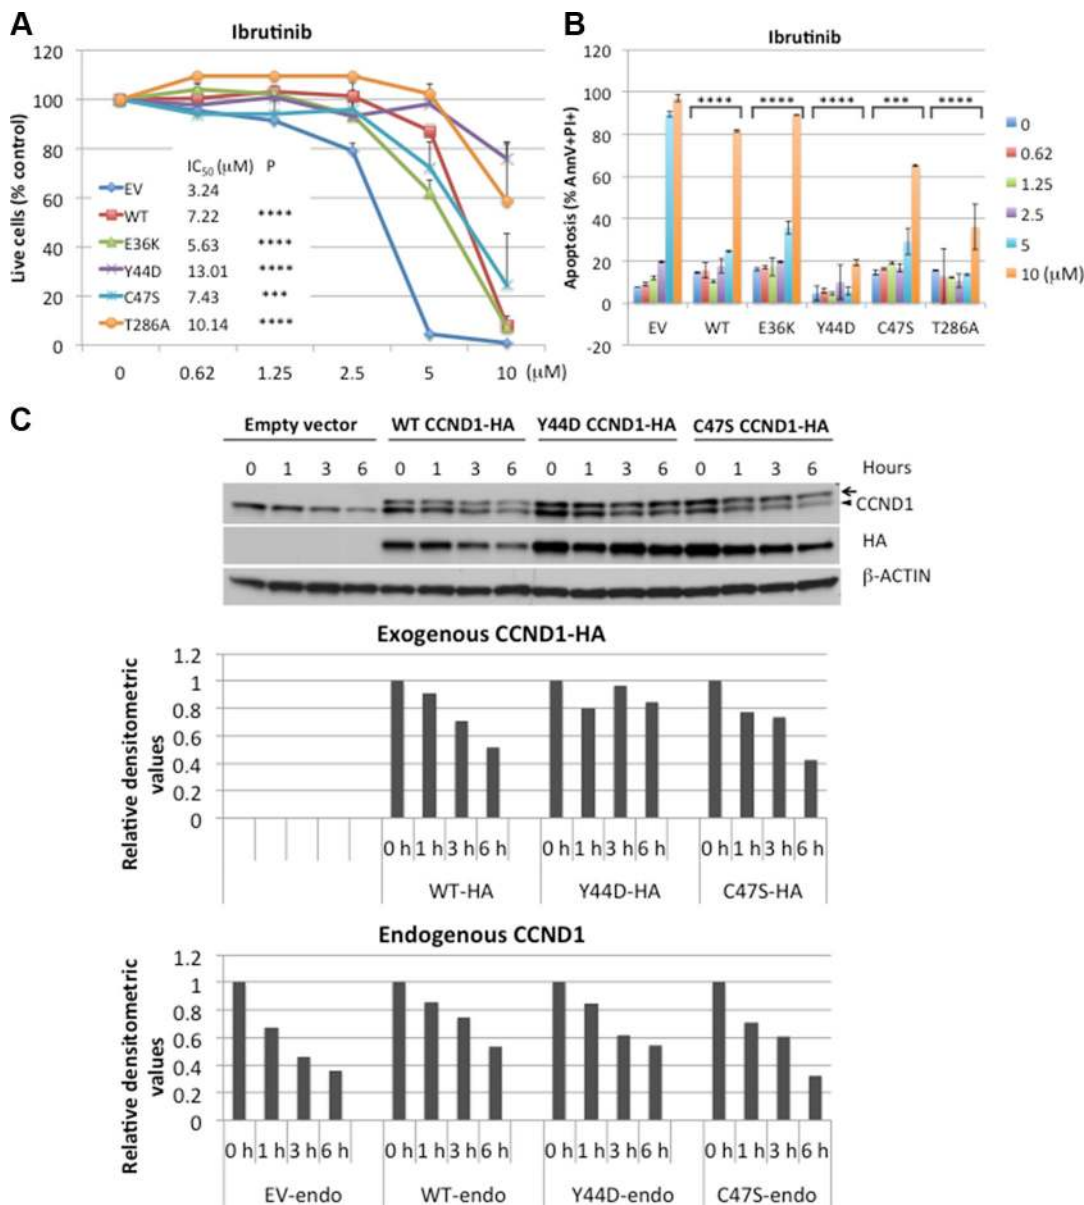 A
Ibrutinib
120
100
80
60
40
20
0
Live cells (% control)
IC50 (μM) P
EV 3.24
WT 7.22 ****
E36K 5.63 ****
Y44D 13.01 ****
C47S 7.43 ***
T286A 10.14 ****
0 0.62 1.25 2.5 5 10 (μM)
B
Ibrutinib
120
100
80
60
40
20
0
-20
Apoptosis (% AnnV+PI+)
**** **** **** *** ****
EV WT E36K Y44D C47S T286A
0
0.62
1.25
2.5
5
10 (μM)
C
Empty vector WT CCND1-HA Y44D CCND1-HA C47S CCND1-HA
0 1 3 6 0 1 3 6 0 1 3 6 0 1 3 6 Hours
CCND1
HA
β-ACTIN
Exogenous CCND1-HA
1.2
1
0.8
0.6
0.4
0.2
0
Relative densitometric
values
0 h 1 h 3 h 6 h 0 h 1 h 3 h 6 h 0 h 1 h 3 h 6 h
WT-HA Y44D-HA C47S-HA
Endogenous CCND1
1.2
1
0.8
0.6
0.4
0.2
0
Relative densitometric
values
0 h 1 h 3 h 6 h 0 h 1 h 3 h 6 h 0 h 1 h 3 h 6 h 0 h 1 h 3 h 6 h
EV-endo WT-endo Y44D-endo C47S-endo